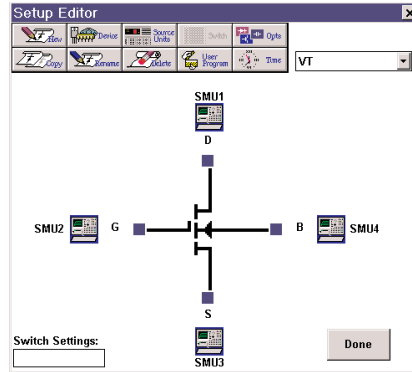 Setup Editor x
New Device Source Units Switch Opts
Copy Rename Delete User Program Time VT
SMU1
D
SMU2 G B SMU4
S
SMU3
Switch Settings:
Done